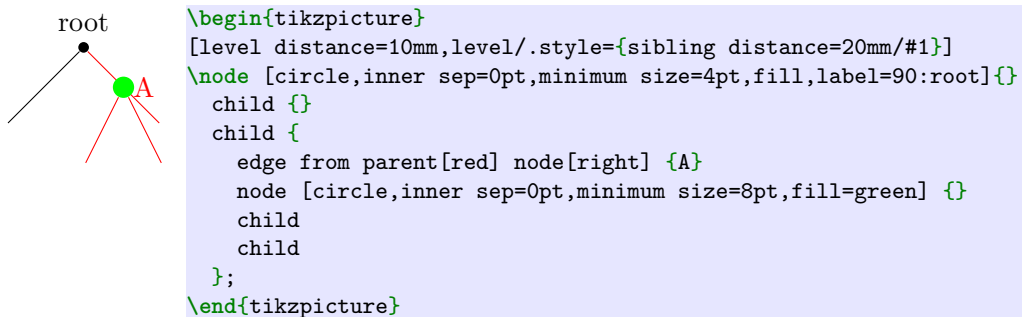 root
A
\begin{tikzpicture}
[level distance=10mm,level/.style={sibling distance=20mm/#1}]
\node [circle,inner sep=0pt,minimum size=4pt,fill,label=90:root]{}
  child {}
  child {
    edge from parent[red] node[right] {A}
    node [circle,inner sep=0pt,minimum size=8pt,fill=green] {}
    child
    child
  };
\end{tikzpicture}